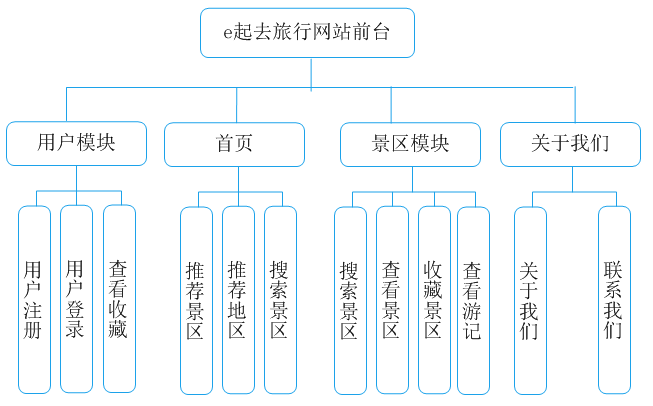 e起去旅行网站前台
用户模块
首页
景区模块
关于我们
用户注册
用户登录
查看收藏
推荐景区
推荐地区
搜索景区
搜索景区
查看景区
收藏景区
查看游记
关于我们
联系我们